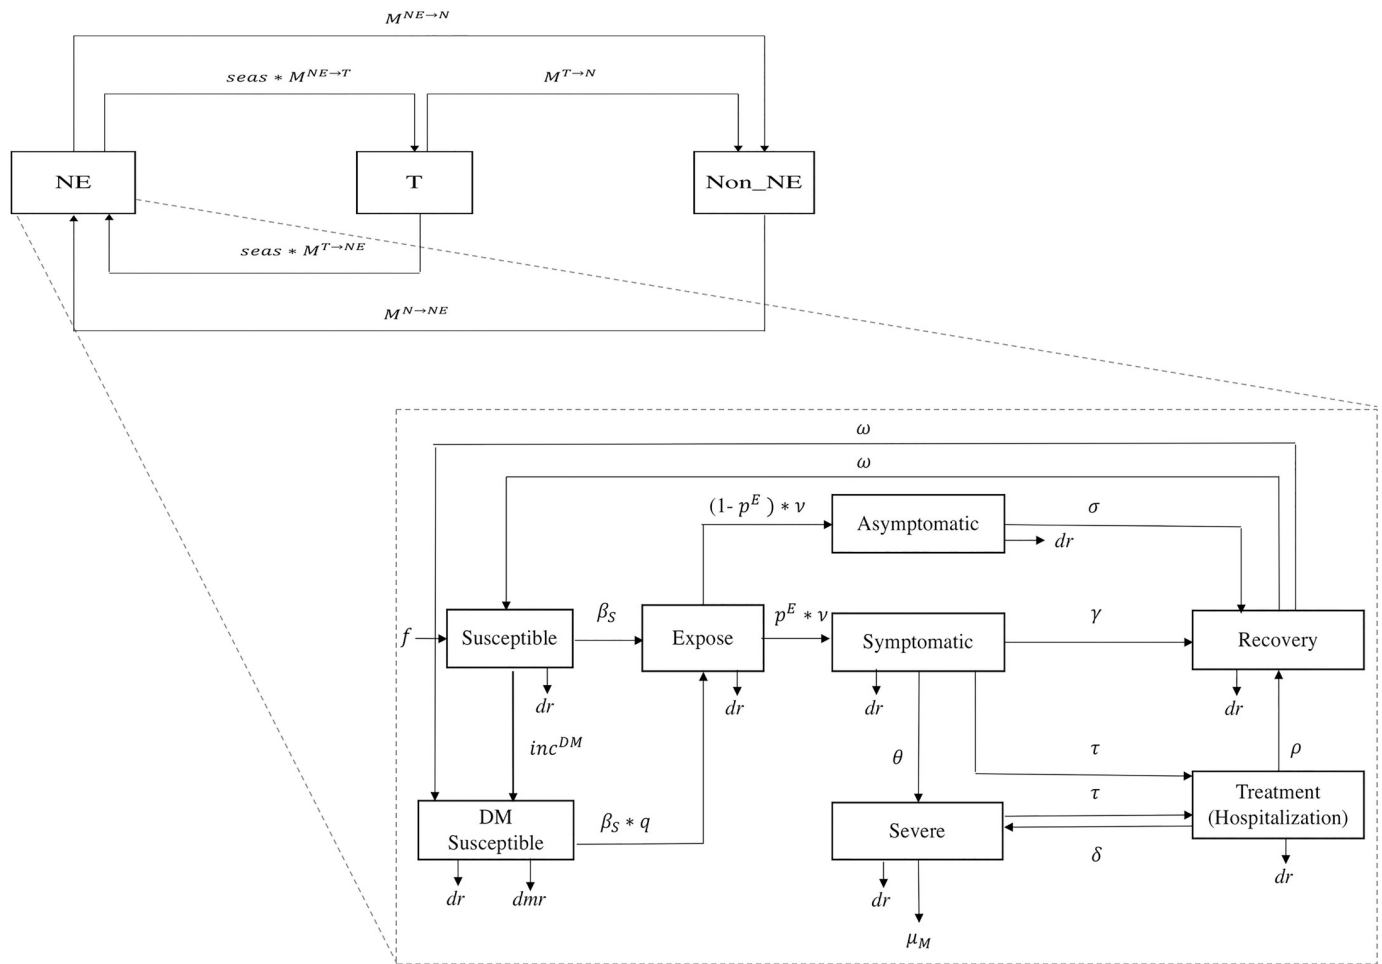 M^{NE→N}
seas * M^{NE→T}
M^{T→N}
NE
T
Non_NE
seas * M^{T→NE}
M^{N→NE}
ω
ω
(1- p^E ) * ν
Asymptomatic
σ
dr
f
Susceptible
β_S
Expose
p^E * ν
Symptomatic
γ
Recovery
dr
dr
dr
dr
inc^{DM}
θ
τ
ρ
DM
Susceptible
β_S * q
Severe
τ
δ
Treatment
(Hospitalization)
dr
dmr
dr
μ_M
dr